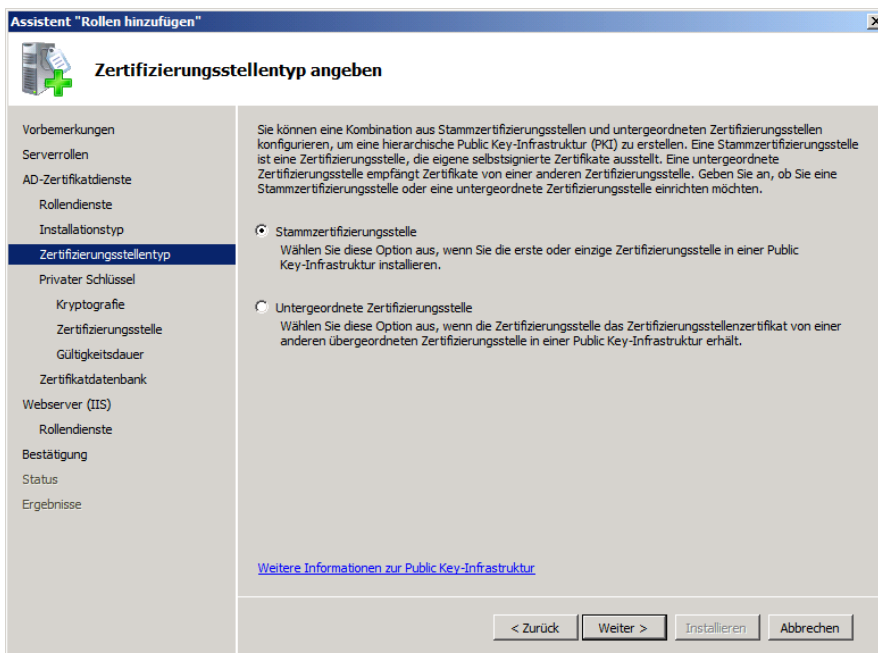 Assistent "Rollen hinzufügen"
Zertifizierungsstellentyp angeben
Vorbemerkungen
Serverrollen
AD-Zertifikatdienste
Rollendienste
Installationstyp
Zertifizierungsstellentyp
Privater Schlüssel
Kryptografie
Zertifizierungsstelle
Gültigkeitsdauer
Zertifikatdatenbank
Webserver (IIS)
Rollendienste
Bestätigung
Status
Ergebnisse
Sie können eine Kombination aus Stammzertifizierungsstellen und untergeordneten Zertifizierungsstellen
konfigurieren, um eine hierarchische Public Key-Infrastruktur (PKI) zu erstellen. Eine Stammzertifizierungsstelle
ist eine Zertifizierungsstelle, die eigene selbstsignierte Zertifikate ausstellt. Eine untergeordnete
Zertifizierungsstelle empfängt Zertifikate von einer anderen Zertifizierungsstelle. Geben Sie an, ob Sie eine
Stammzertifizierungsstelle oder eine untergeordnete Zertifizierungsstelle einrichten möchten.
Stammzertifizierungsstelle
Wählen Sie diese Option aus, wenn Sie die erste oder einzige Zertifizierungsstelle in einer Public
Key-Infrastruktur installieren.
Untergeordnete Zertifizierungsstelle
Wählen Sie diese Option aus, wenn die Zertifizierungsstelle das Zertifizierungsstellenzertifikat von einer
anderen übergeordneten Zertifizierungsstelle in einer Public Key-Infrastruktur erhält.
Weitere Informationen zur Public Key-Infrastruktur
< Zurück
Weiter >
Installieren
Abbrechen